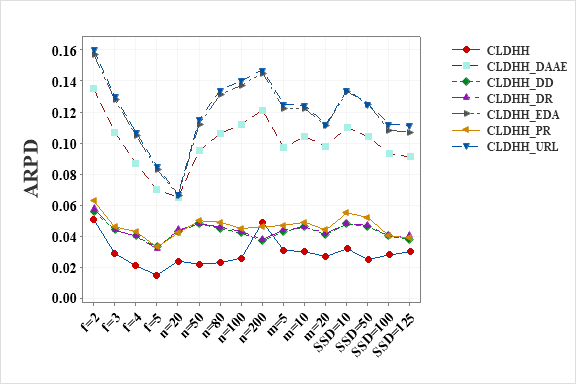 ARPD
0.16
0.14
0.12
0.10
0.08
0.06
0.04
0.02
0.00
f=2
f=3
f=4
f=5
n=20
n=50
n=80
n=100
n=200
m=5
m=10
m=20
SSD=10
SSD=50
SSD=100
SSD=125
CLDHH
CLDHH_DAAE
CLDHH_DD
CLDHH_DR
CLDHH_EDA
CLDHH_PR
CLDHH_URL